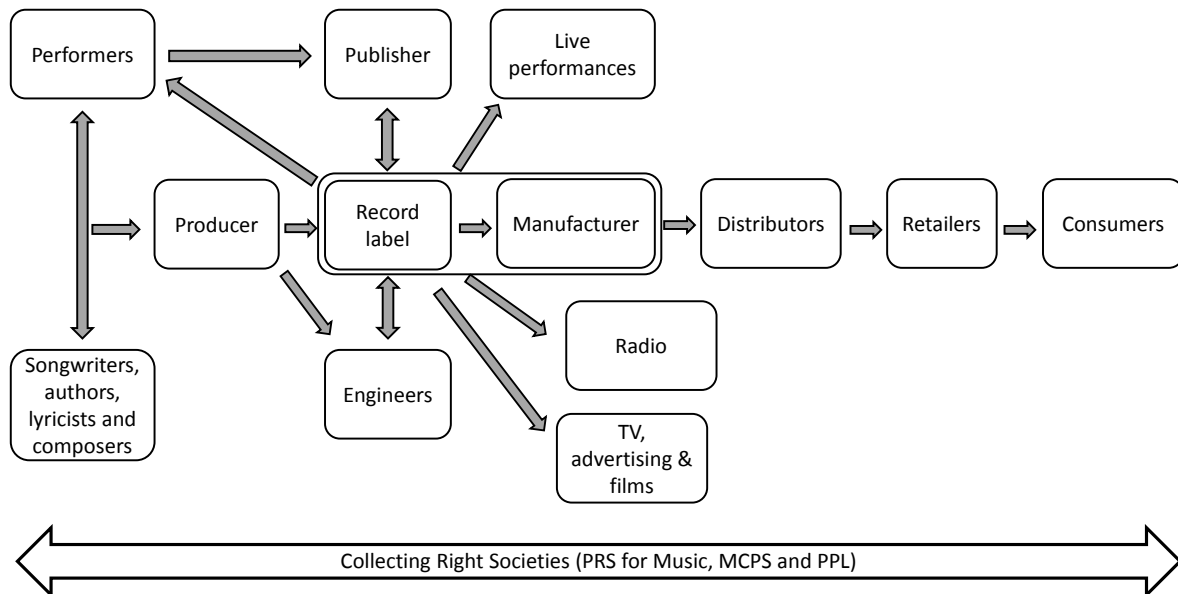 Performers
Publisher
Live
performances
Producer
Record
label
Manufacturer
Distributors
Retailers
Consumers
Songwriters,
authors,
lyricists and
composers
Engineers
Radio
TV,
advertising &
films
Collecting Right Societies (PRS for Music, MCPS and PPL)